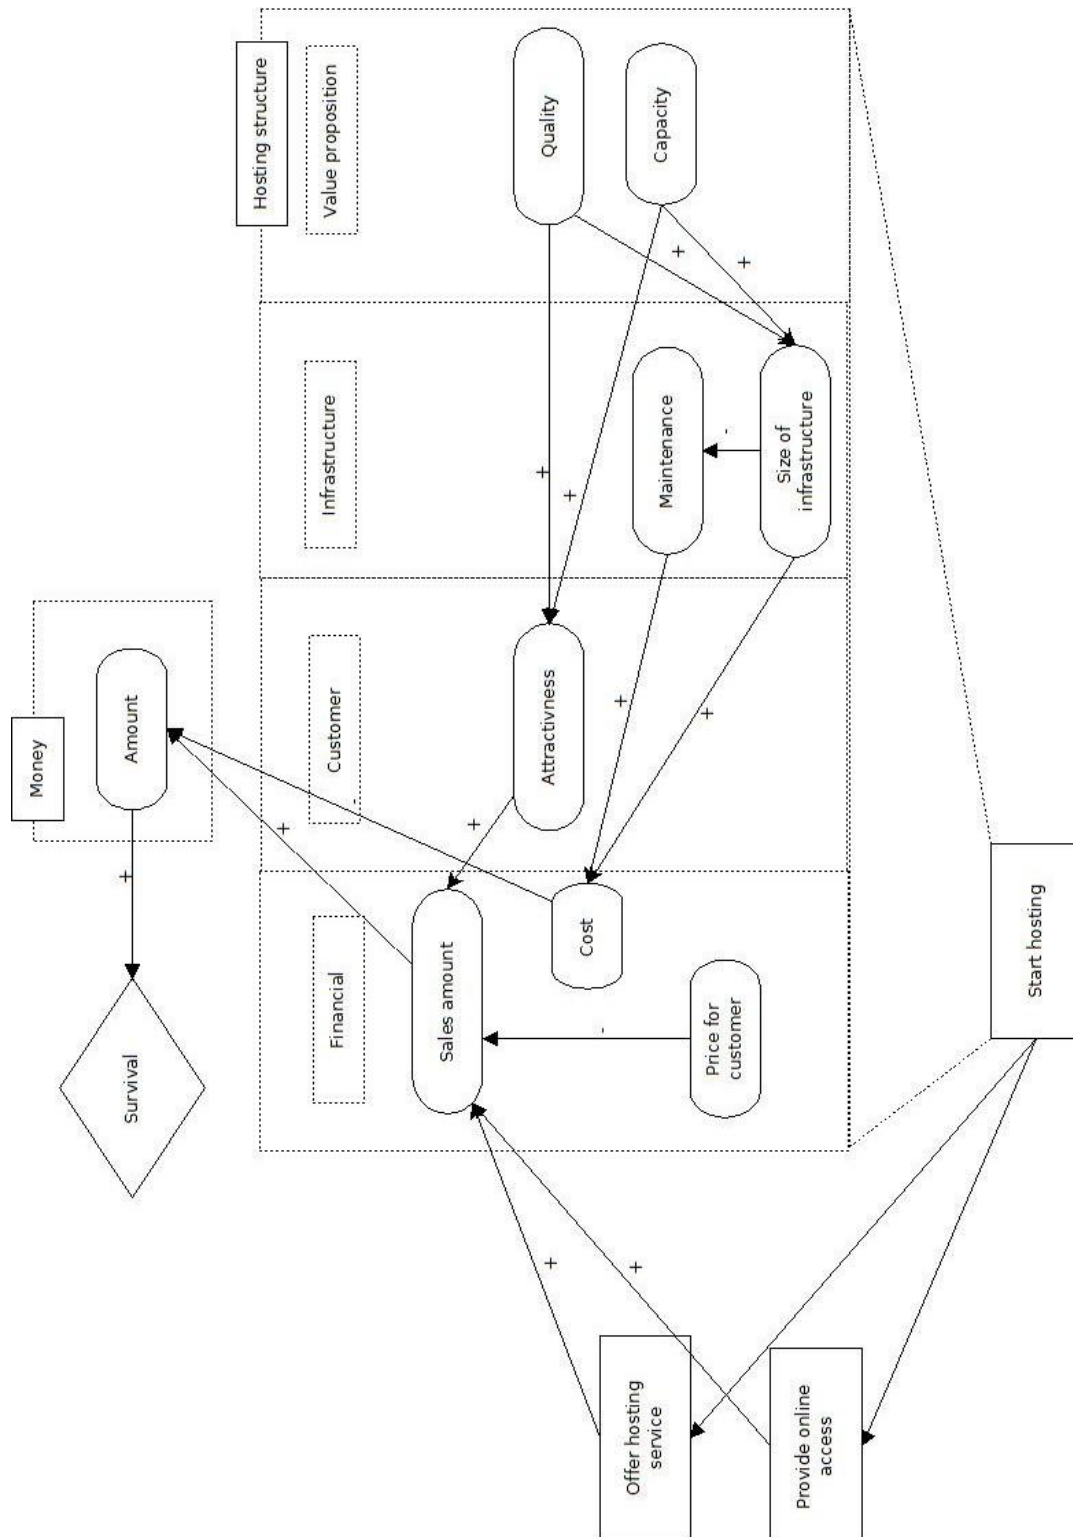 Money
Survival
+
Amount
Hosting structure
+
Financial
Customer
Infrastructure
Value proposition
-
Sales amount
+
+
Attractivness
+
Quality
+
Cost
-
+
Offer hosting
service
+
Maintenance
Capacity
+
+
Price for
customer
-
+
Size of
infrastructure
Provide online
access
Start hosting